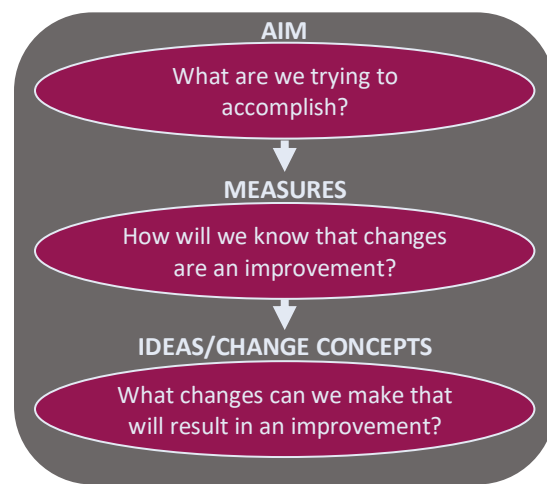 AIM
What are we trying to
accomplish?
MEASURES
How will we know that changes
are an improvement?
IDEAS/CHANGE CONCEPTS
What changes can we make that
will result in an improvement?